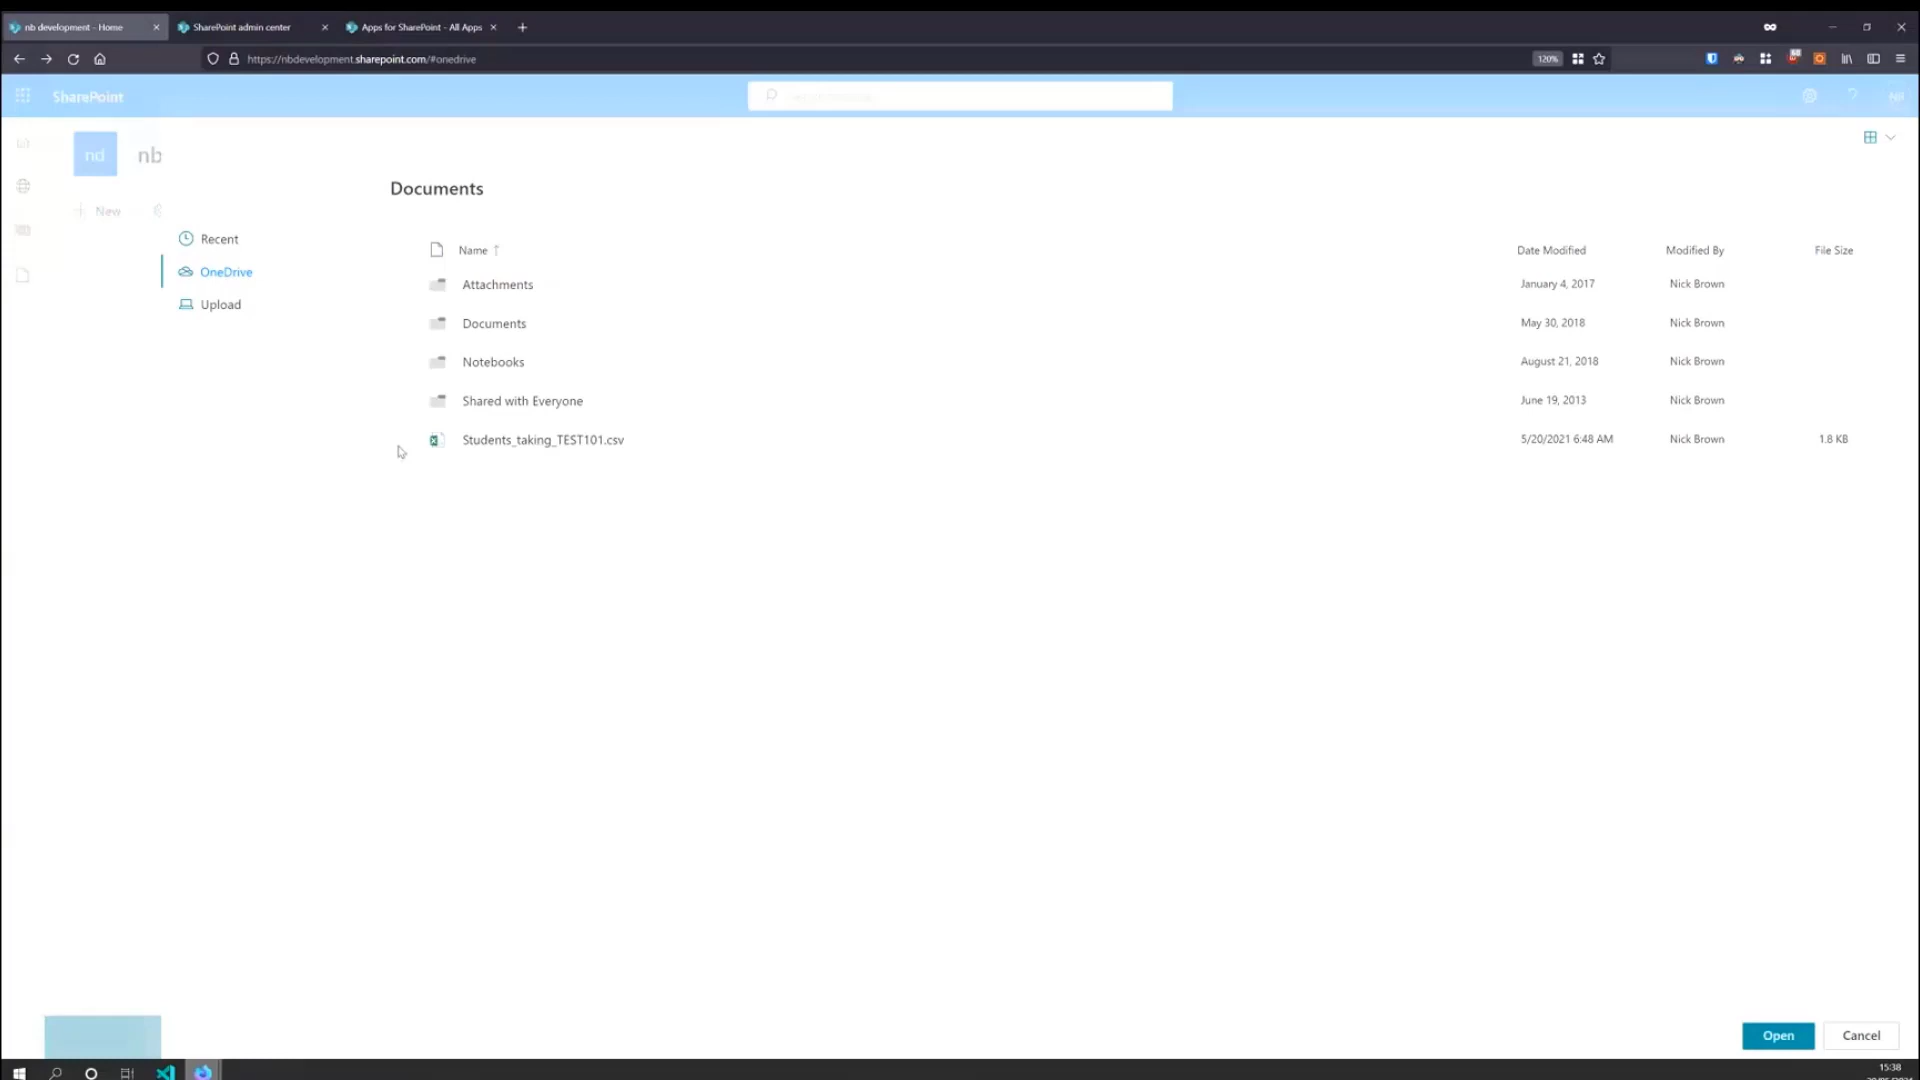 nb development - Home
SharePoint admin center
Apps for SharePoint - All Apps
https://nbdevelopment.sharepoint.com/#onedrive
120%
SharePoint
nd
nb
New
Documents
Recent
OneDrive
Upload
Name ↑ Date Modified Modified By File Size
Attachments January 4, 2017 Nick Brown
Documents May 30, 2018 Nick Brown
Notebooks August 21, 2018 Nick Brown
Shared with Everyone June 19, 2013 Nick Brown
Students_taking_TEST101.csv 5/20/2021 6:48 AM Nick Brown 1.8 KB
Open Cancel
15:38